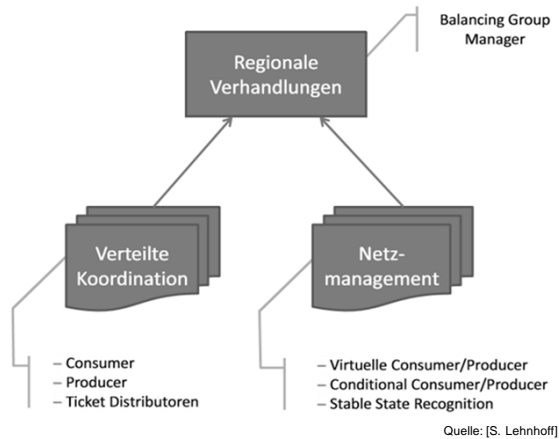 Balancing Group
Manager
Regionale
Verhandlungen
Verteilte
Koordination
Netz-
management
– Consumer
– Producer
– Ticket Distributoren
– Virtuelle Consumer/Producer
– Conditional Consumer/Producer
– Stable State Recognition
Quelle: [S. Lehnhoff]